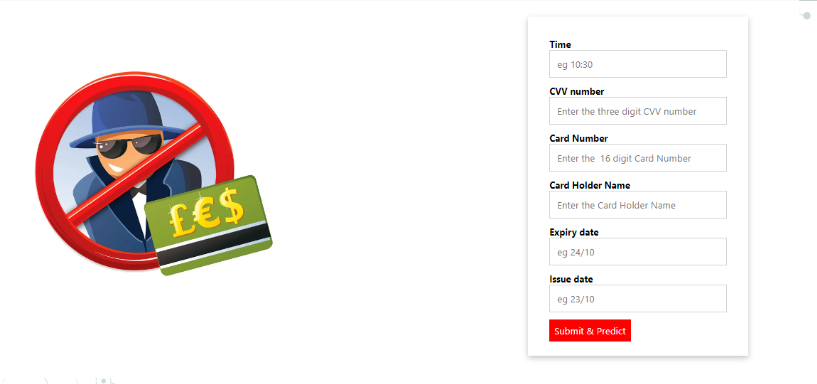 Time
eg 10:30
CVV number
Enter the three digit CVV number
Card Number
Enter the  16 digit Card Number
Card Holder Name
Enter the Card Holder Name
Expiry date
eg 24/10
Issue date
eg 23/10
Submit & Predict
£€$